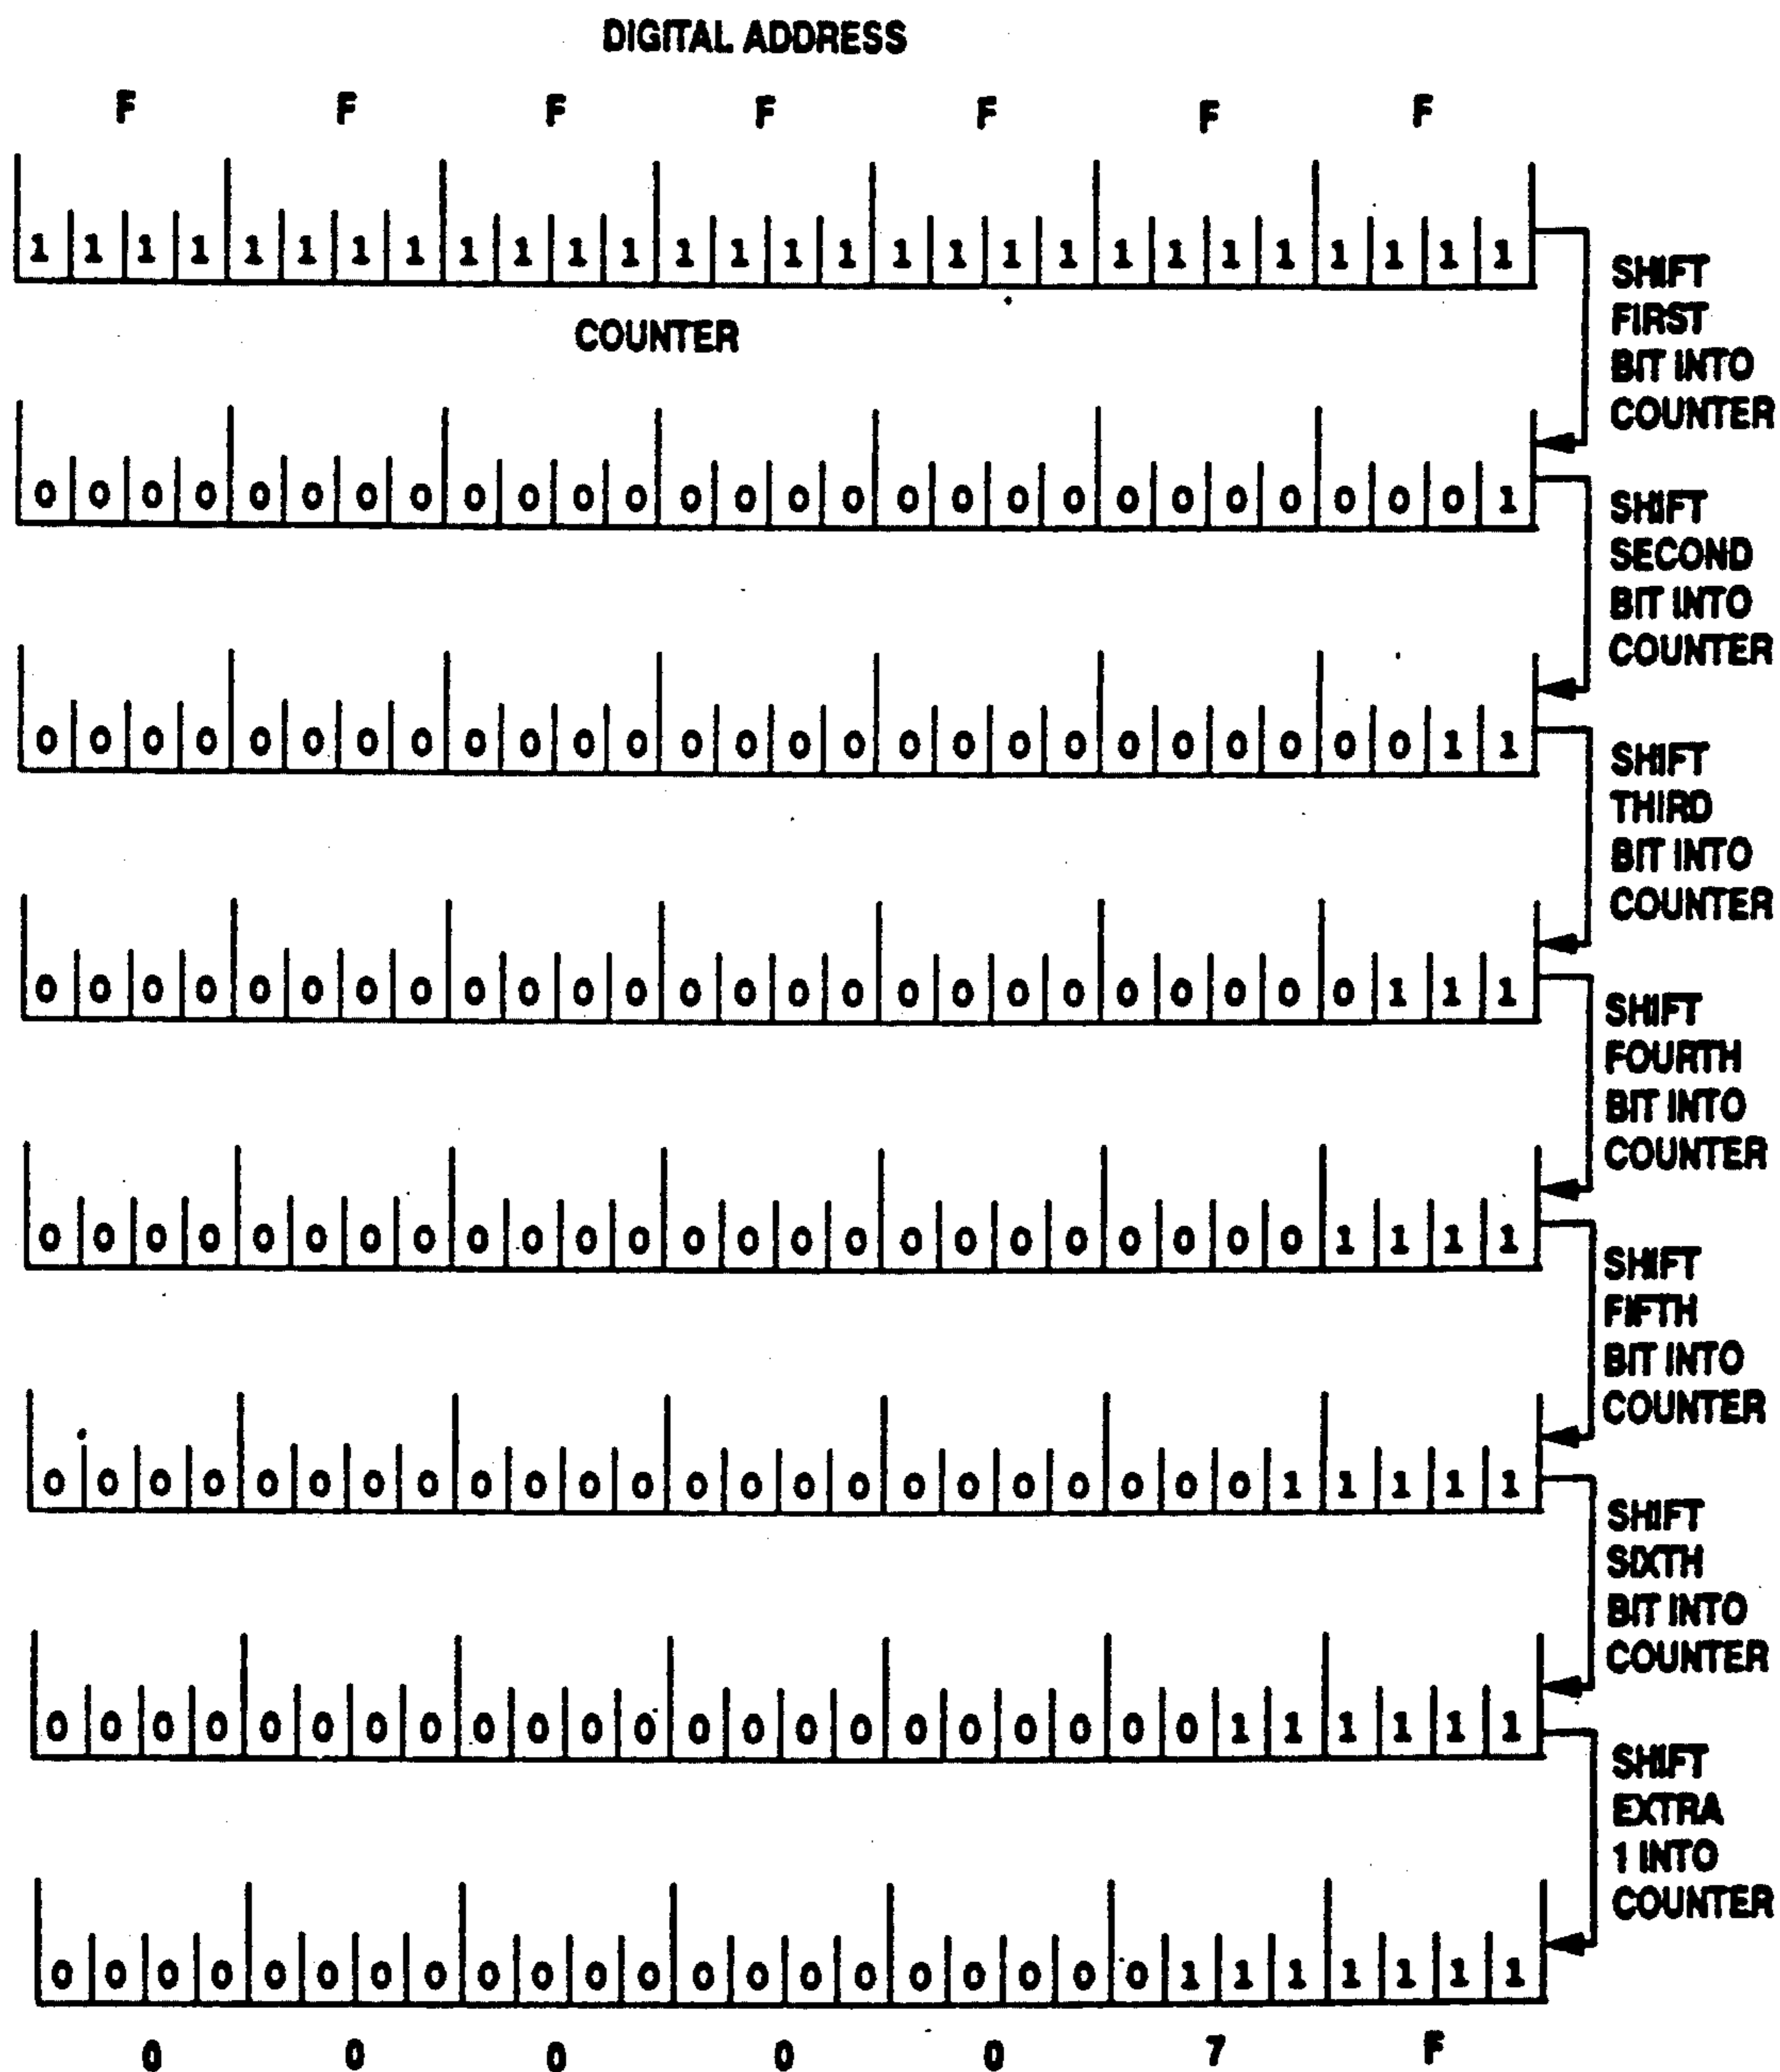 DIGITAL ADDRESS
F F F F F F F
1 1 1 1 1 1 1 1 1 1 1 1 1 1 1 1 1 1 1 1 1 1 1 1 1 1 1 1
SHIFT
FIRST
BIT INTO
COUNTER
COUNTER
0 0 0 0 0 0 0 0 0 0 0 0 0 0 0 0 0 0 0 0 0 0 0 0 0 0 0 1
SHIFT
SECOND
BIT INTO
COUNTER
0 0 0 0 0 0 0 0 0 0 0 0 0 0 0 0 0 0 0 0 0 0 0 0 0 0 1 1
SHIFT
THIRD
BIT INTO
COUNTER
0 0 0 0 0 0 0 0 0 0 0 0 0 0 0 0 0 0 0 0 0 0 0 0 0 1 1 1
SHIFT
FOURTH
BIT INTO
COUNTER
0 0 0 0 0 0 0 0 0 0 0 0 0 0 0 0 0 0 0 0 0 0 0 0 1 1 1 1
SHIFT
FIFTH
BIT INTO
COUNTER
0 0 0 0 0 0 0 0 0 0 0 0 0 0 0 0 0 0 0 0 0 0 0 1 1 1 1 1
SHIFT
SIXTH
BIT INTO
COUNTER
0 0 0 0 0 0 0 0 0 0 0 0 0 0 0 0 0 0 0 0 0 0 1 1 1 1 1 1
SHIFT
EXTRA
1 INTO
COUNTER
0 0 0 0 0 0 0 0 0 0 0 0 0 0 0 0 0 0 0 0 0 1 1 1 1 1 1 1
0 0 0 0 0 7 F